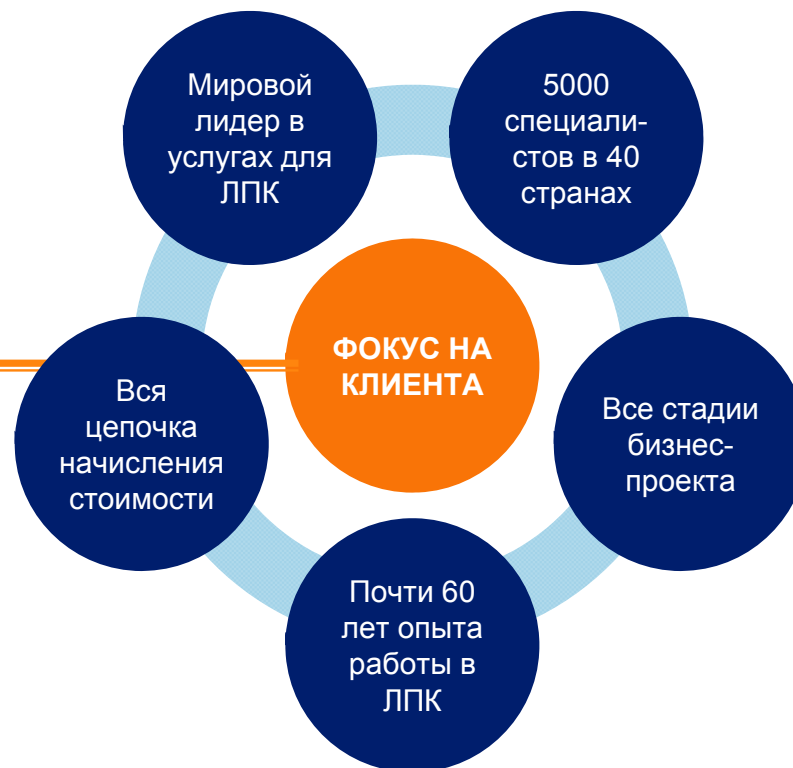 Мировой
лидер в
услугах для
ЛПК
5000
специали-
стов в 40
странах
ФОКУС НА
КЛИЕНТА
Вся
цепочка
начисления
стоимости
Все стадии
бизнес-
проекта
Почти 60
лет опыта
работы в
ЛПК